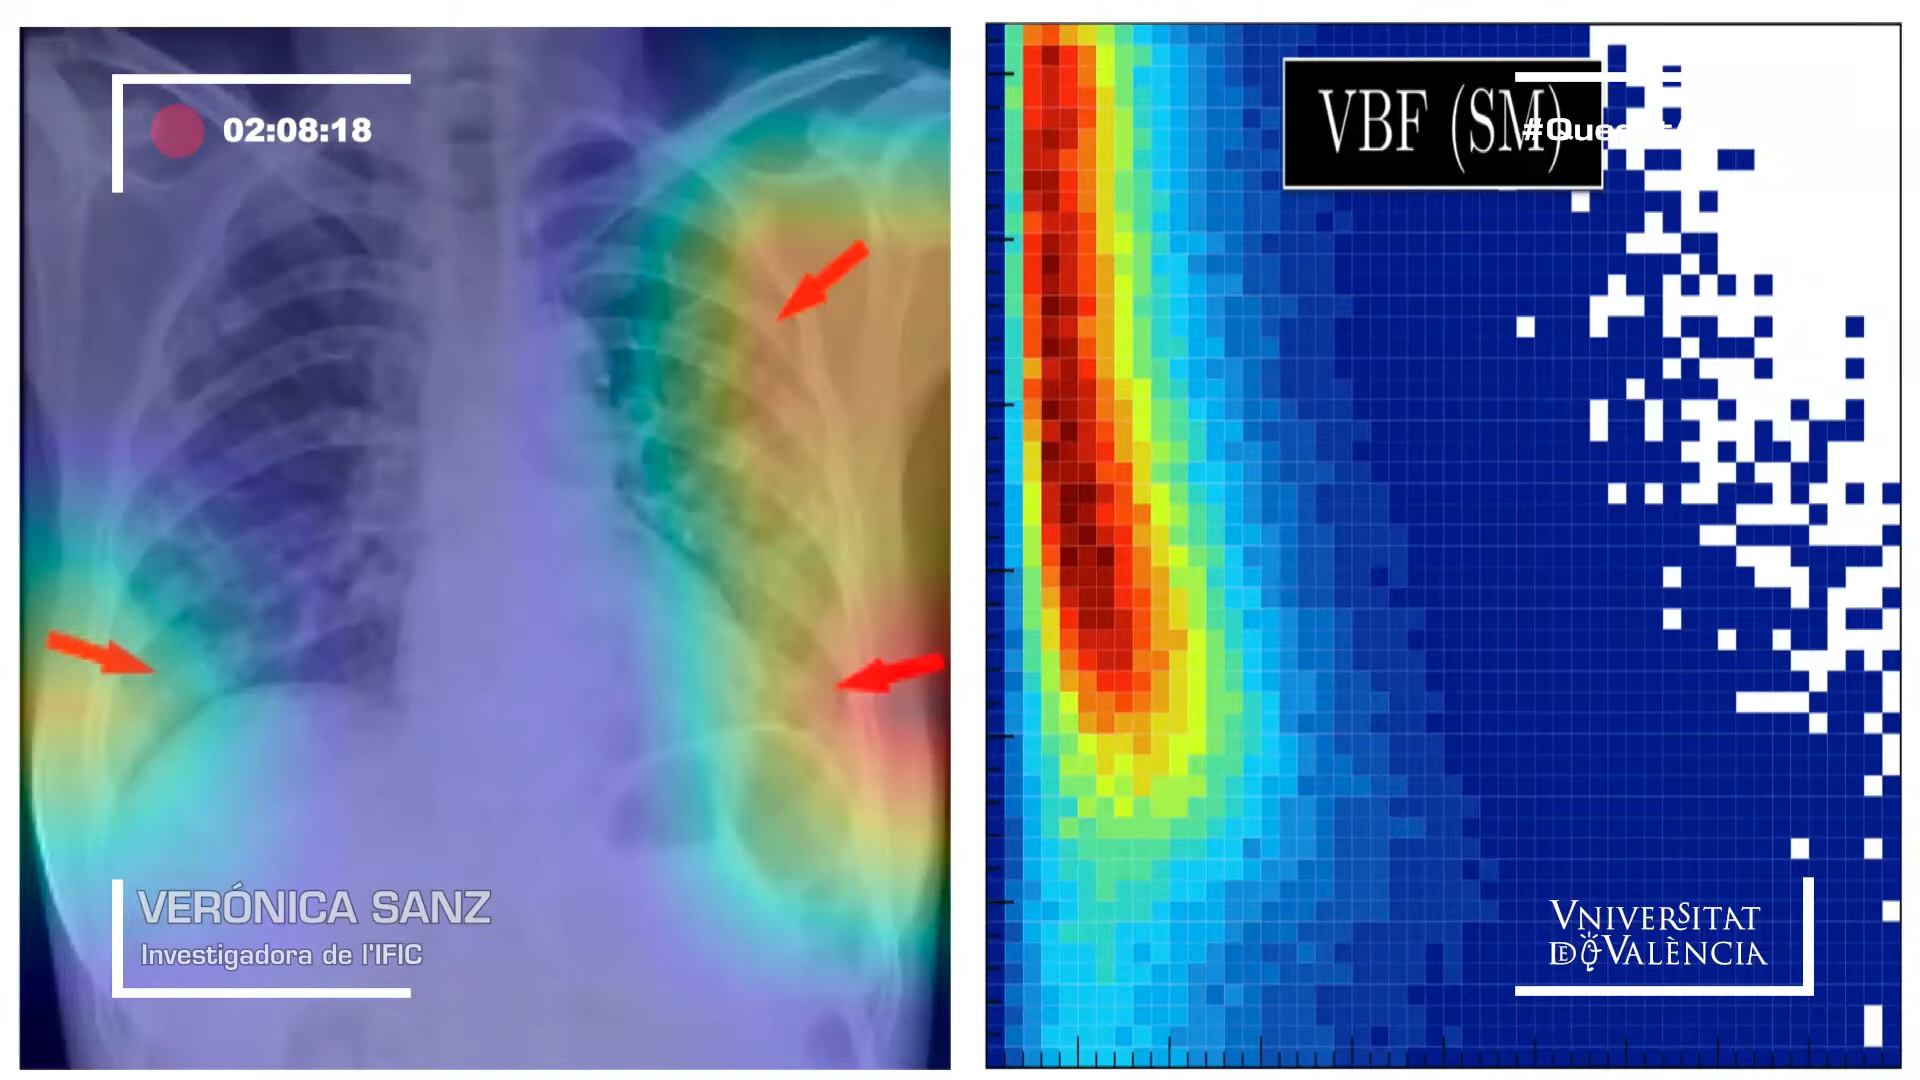 02:08:18
VBF (SM)
VERÓNICA SANZ
Investigadora de l'IFIC
VNIVERSITAT
DE VALÈNCIA